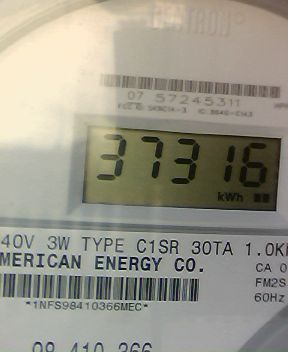 07 57245311
37316
kWh
40V 3W TYPE C1SR 30TA 1.0K
MERICAN ENERGY CO.
CA 0
FM2S
60Hz
*1NFS98410366MEC*
98 410 366